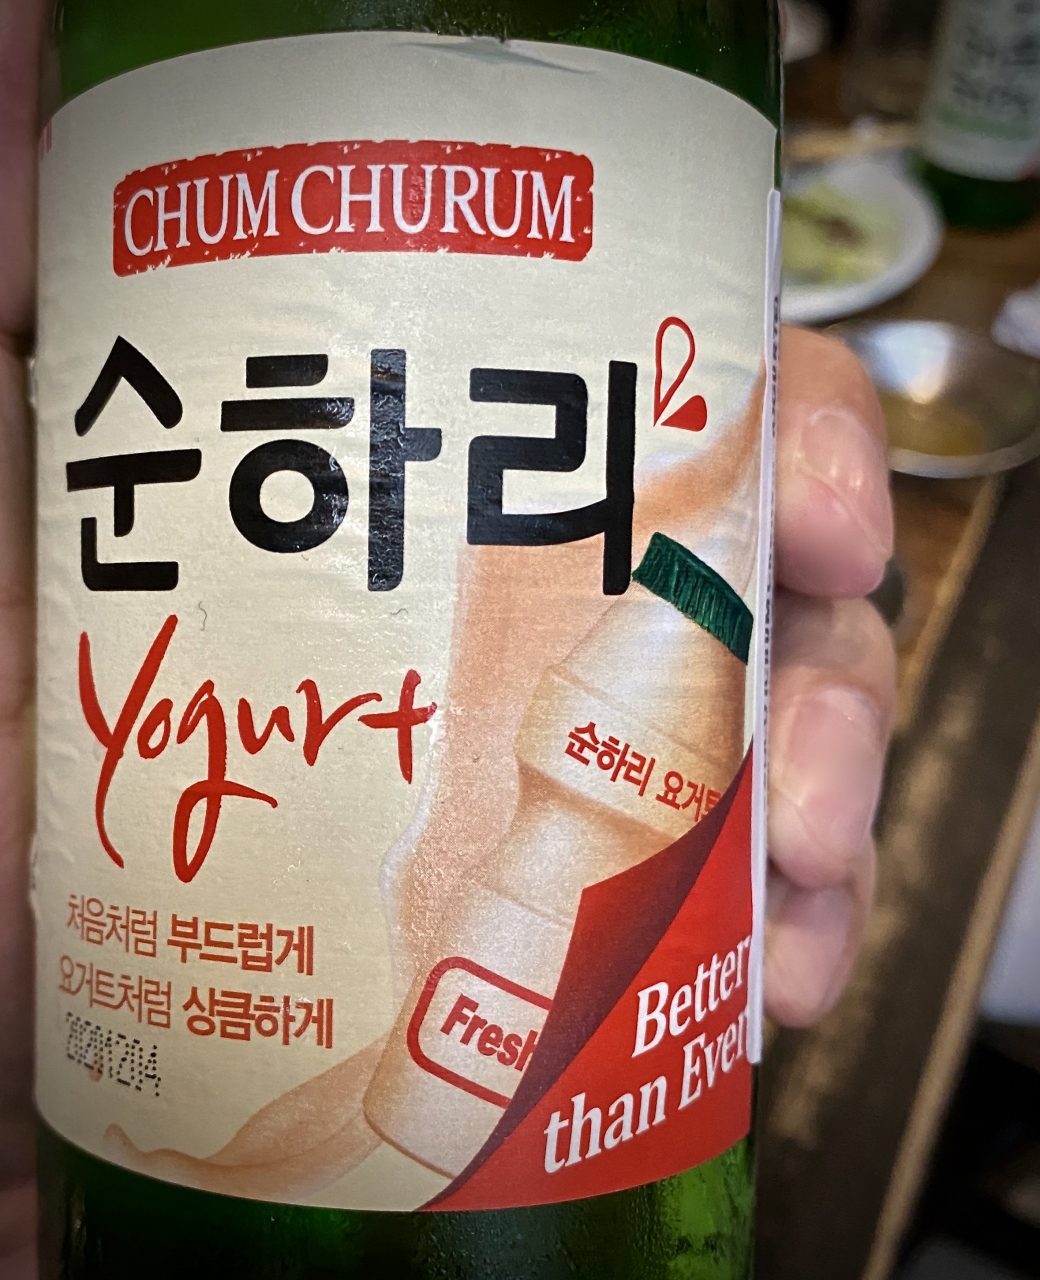 CHUM CHURUM
순하리
Yogurt
순하리 요거트
처음처럼 부드럽게
요거트처럼 상큼하게
Fresh
Better
than Ever